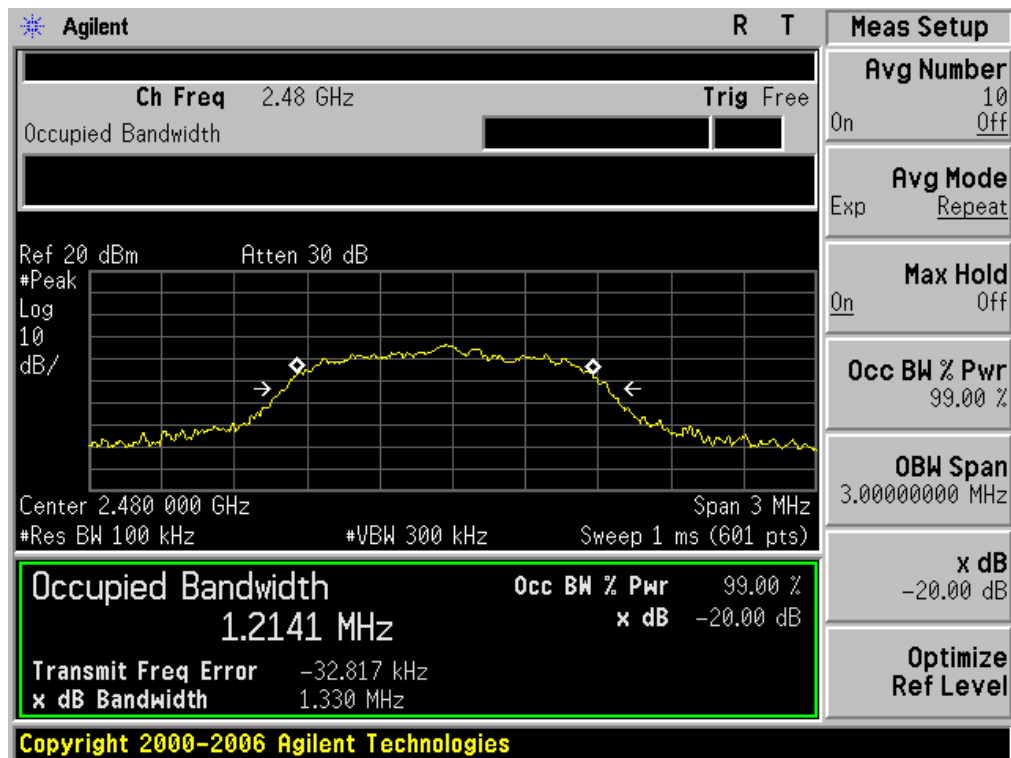 Agilent R T
Ch Freq 2.48 GHz Trig Free
Occupied Bandwidth
Ref 20 dBm Atten 30 dB
#Peak
Log
10
dB/
Center 2.480 000 GHz Span 3 MHz
#Res BW 100 kHz #VBW 300 kHz Sweep 1 ms (601 pts)
Occupied Bandwidth Occ BW % Pwr 99.00 %
1.2141 MHz x dB -20.00 dB
Transmit Freq Error -32.817 kHz
x dB Bandwidth 1.330 MHz
Copyright 2000-2006 Agilent Technologies
Meas Setup
Avg Number
10
On Off
Avg Mode
Exp Repeat
Max Hold
On Off
Occ BW % Pwr
99.00 %
OBW Span
3.00000000 MHz
x dB
-20.00 dB
Optimize
Ref Level